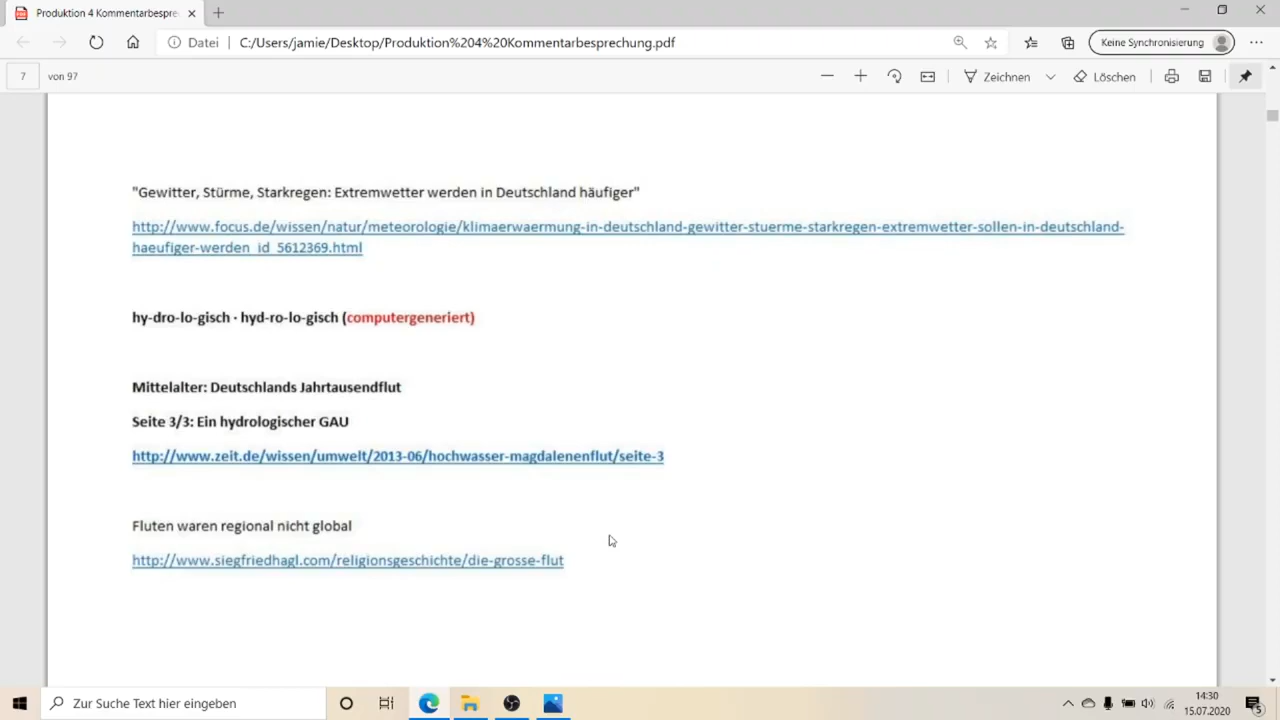 Produktion 4 Kommentarbespre
Datei C:/Users/jamie/Desktop/Produktion%204%20Kommentarbesprechung.pdf
Keine Synchronisierung
7 von 97
Zeichnen
Löschen
"Gewitter, Stürme, Starkregen: Extremwetter werden in Deutschland häufiger"
http://www.focus.de/wissen/natur/meteorologie/klimaerwaermung-in-deutschland-gewitter-stuerme-starkregen-extremwetter-sollen-in-deutschland-
haeufiger-werden_id_5612369.html
hy-dro-lo-gisch · hyd-ro-lo-gisch (computergeneriert)
Mittelalter: Deutschlands Jahrtausendflut
Seite 3/3: Ein hydrologischer GAU
http://www.zeit.de/wissen/umwelt/2013-06/hochwasser-magdalenenflut/seite-3
Fluten waren regional nicht global
http://www.siegfriedhagl.com/religionsgeschichte/die-grosse-flut
Zur Suche Text hier eingeben
14:30
15.07.2020
5